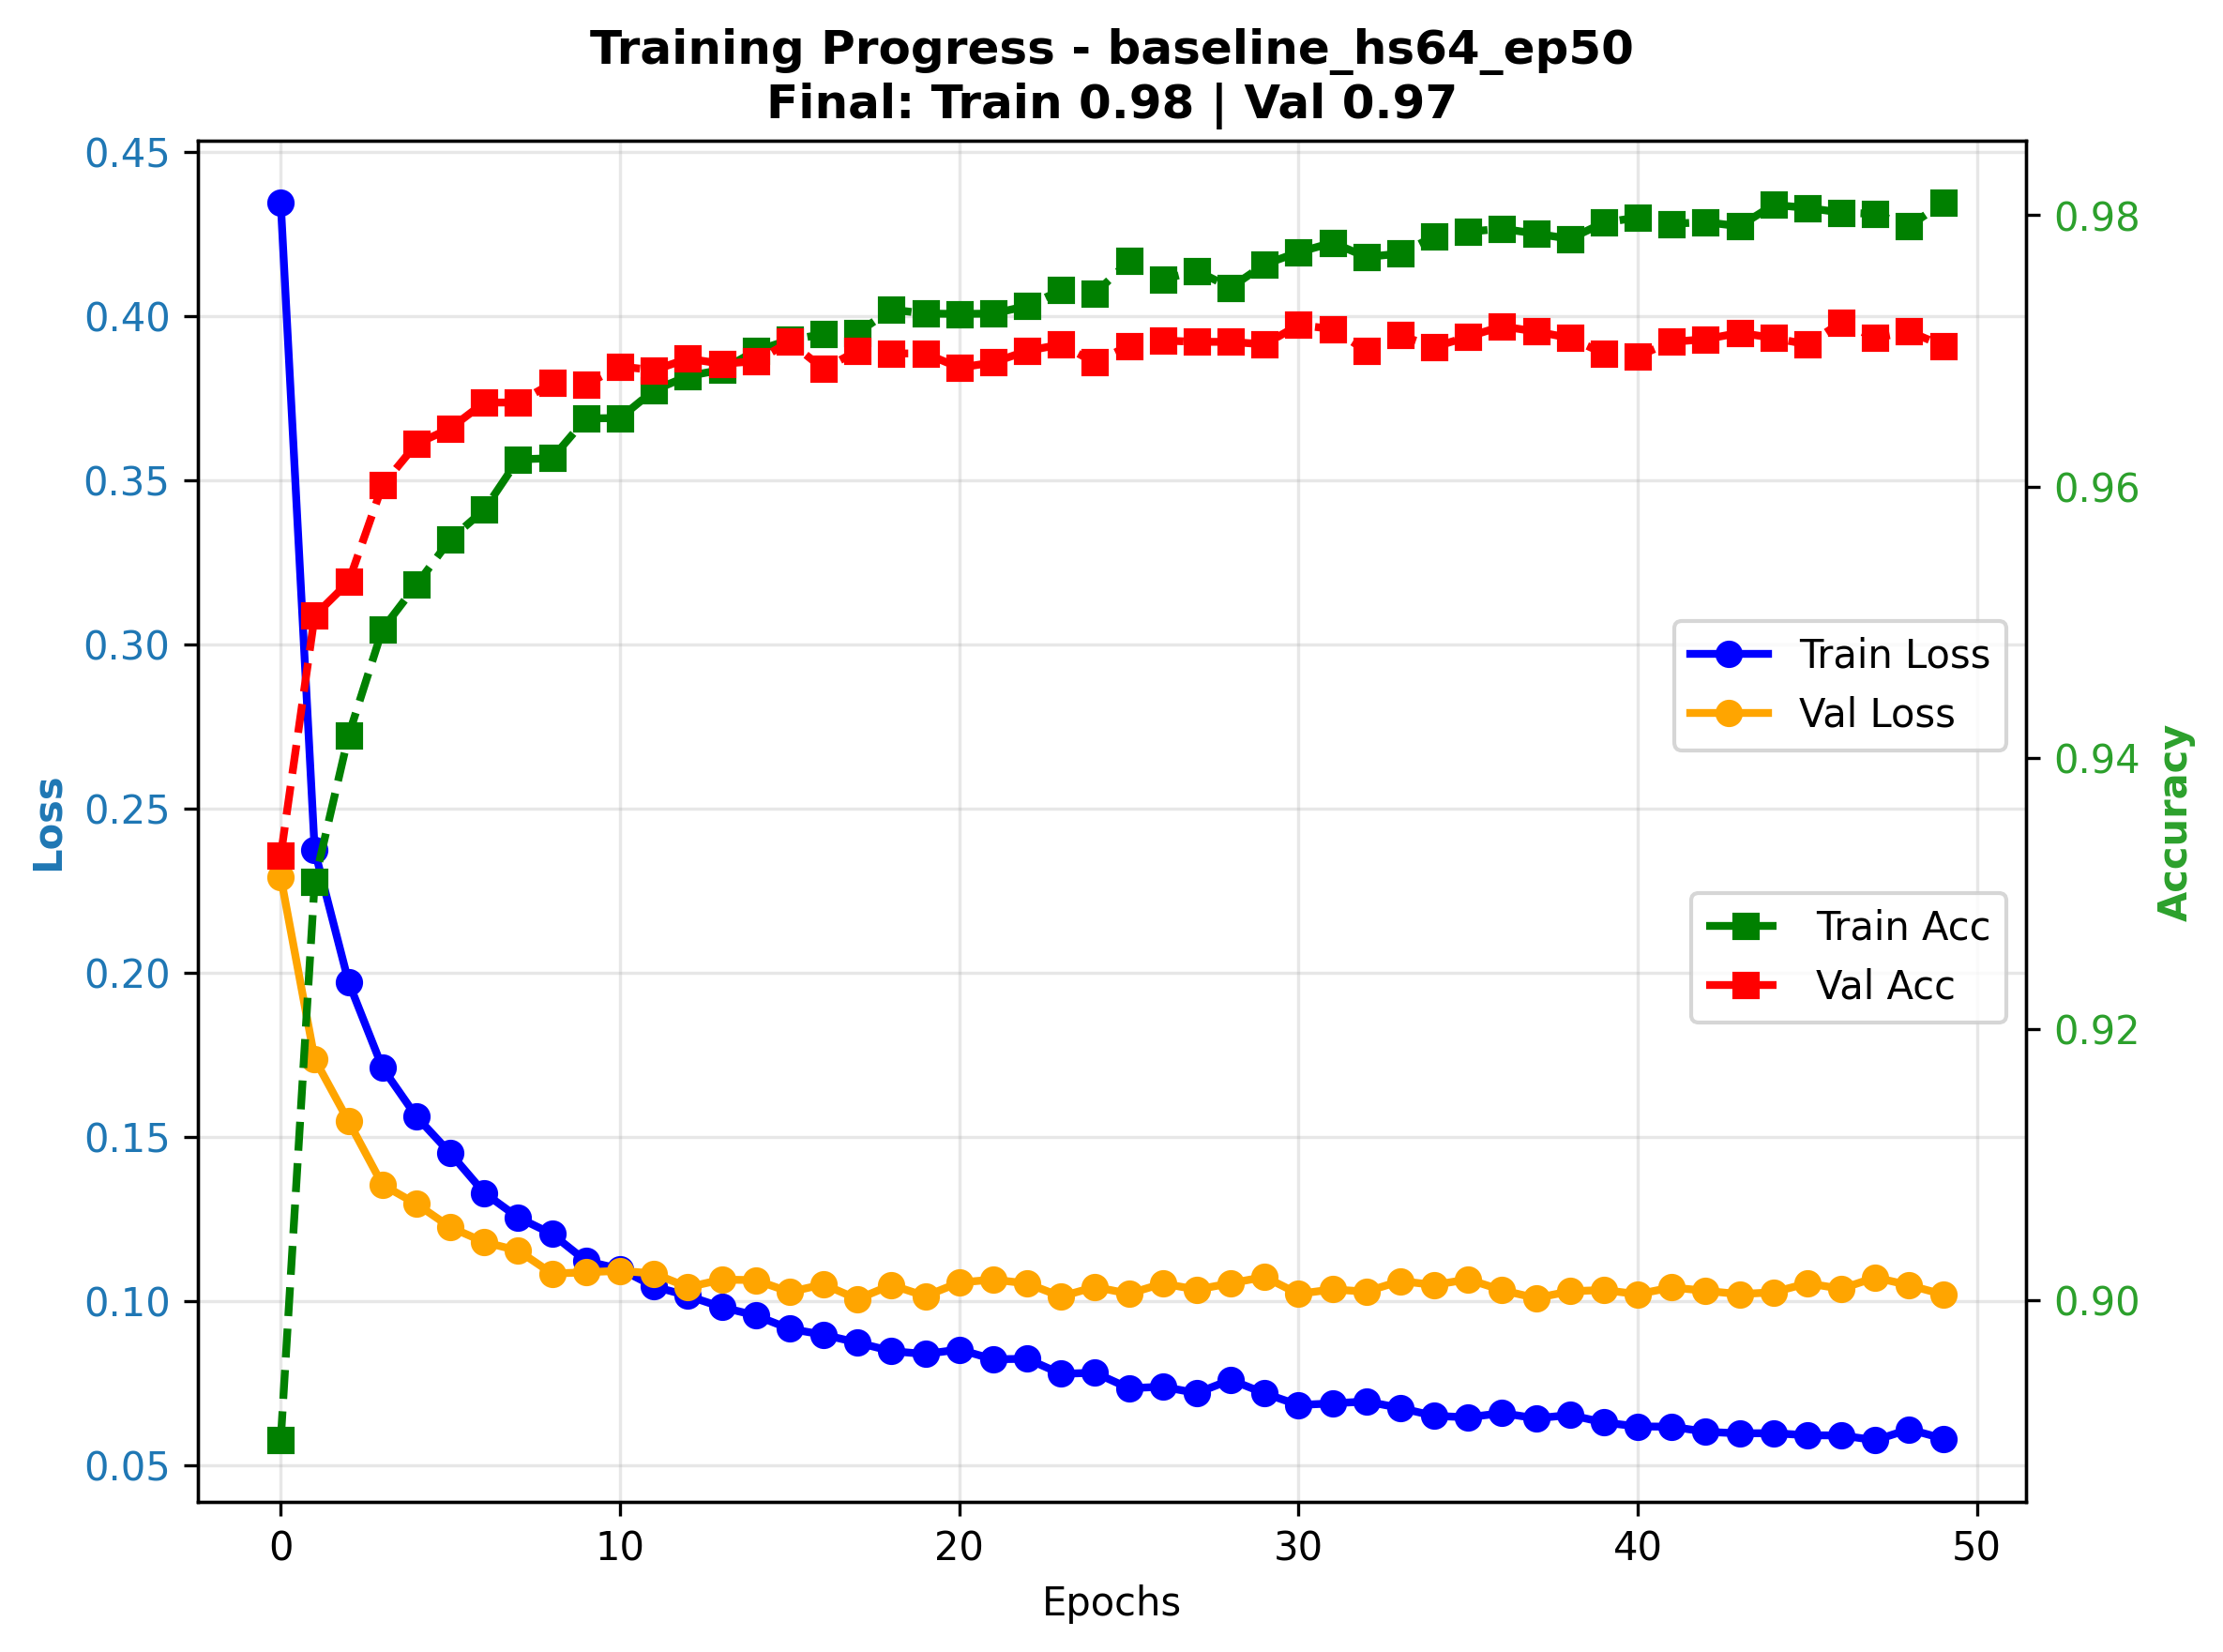 Training Progress - baseline_hs64_ep50
Final: Train 0.98 | Val 0.97
0.45
0.40
0.35
0.30
0.25
0.20
0.15
0.10
0.05
Loss
0.98
0.96
0.94
0.92
0.90
Accuracy
Train Loss
Val Loss
Train Acc
Val Acc
0 10 20 30 40 50
Epochs